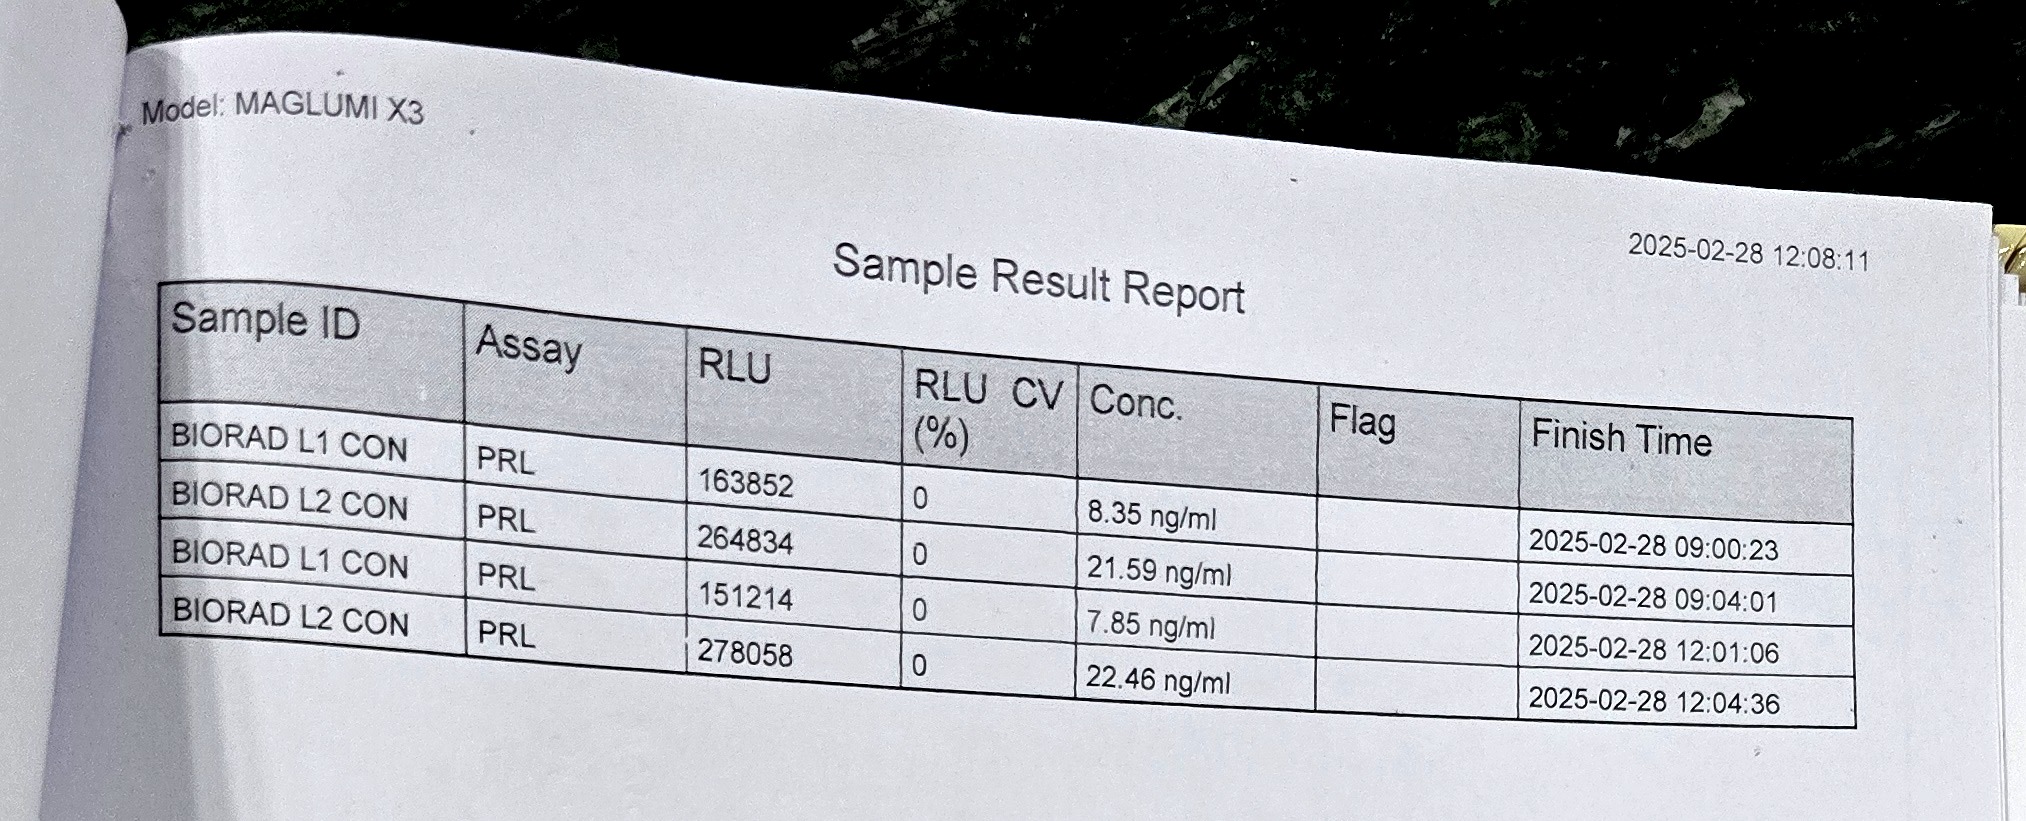 Model: MAGLUMI X3
2025-02-28 12:08:11
Sample Result Report
Sample ID Assay RLU RLU CV (%) Conc. Flag Finish Time
BIORAD L1 CON PRL 163852 0 8.35 ng/ml 2025-02-28 09:00:23
BIORAD L2 CON PRL 264834 0 21.59 ng/ml 2025-02-28 09:04:01
BIORAD L1 CON PRL 151214 0 7.85 ng/ml 2025-02-28 12:01:06
BIORAD L2 CON PRL 278058 0 22.46 ng/ml 2025-02-28 12:04:36